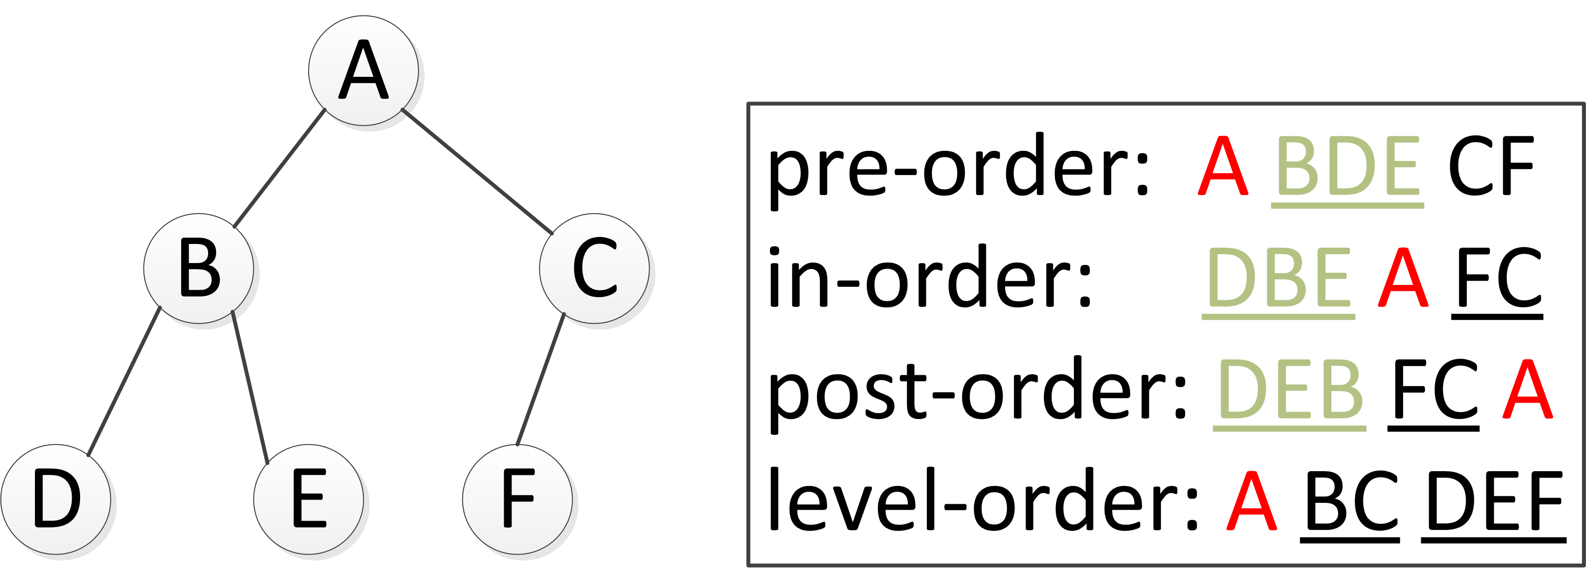 A
B
C
D
E
F
pre-order: A BDE CF
in-order: DBE A FC
post-order: DEB FC A
level-order: A BC DEF